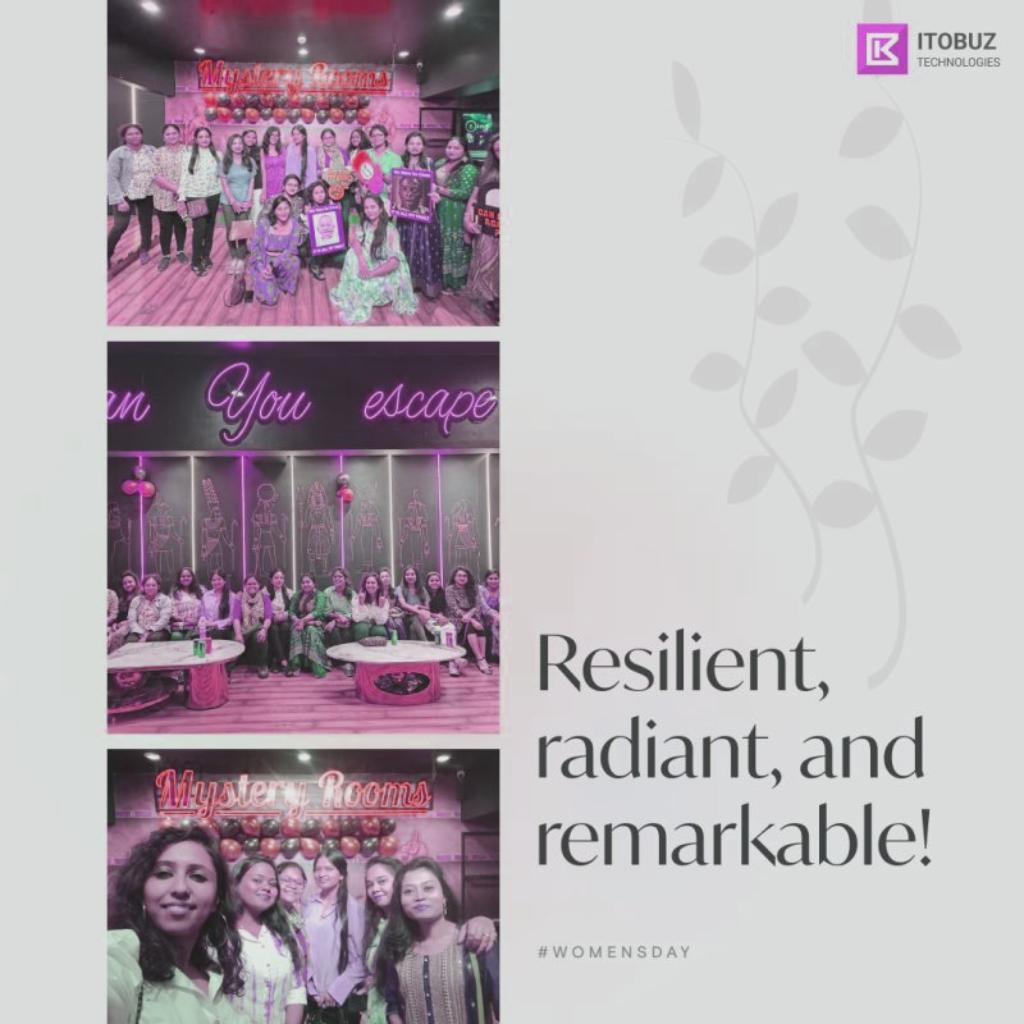 ITOBUZ
TECHNOLOGIES
Mystery Rooms
You escape
Mystery Rooms
Resilient,
radiant, and
remarkable!
#WOMENSDAY